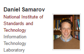 Daniel Samarov
National Institute of
Standards and
Technology
Information
Technology
Laboratory